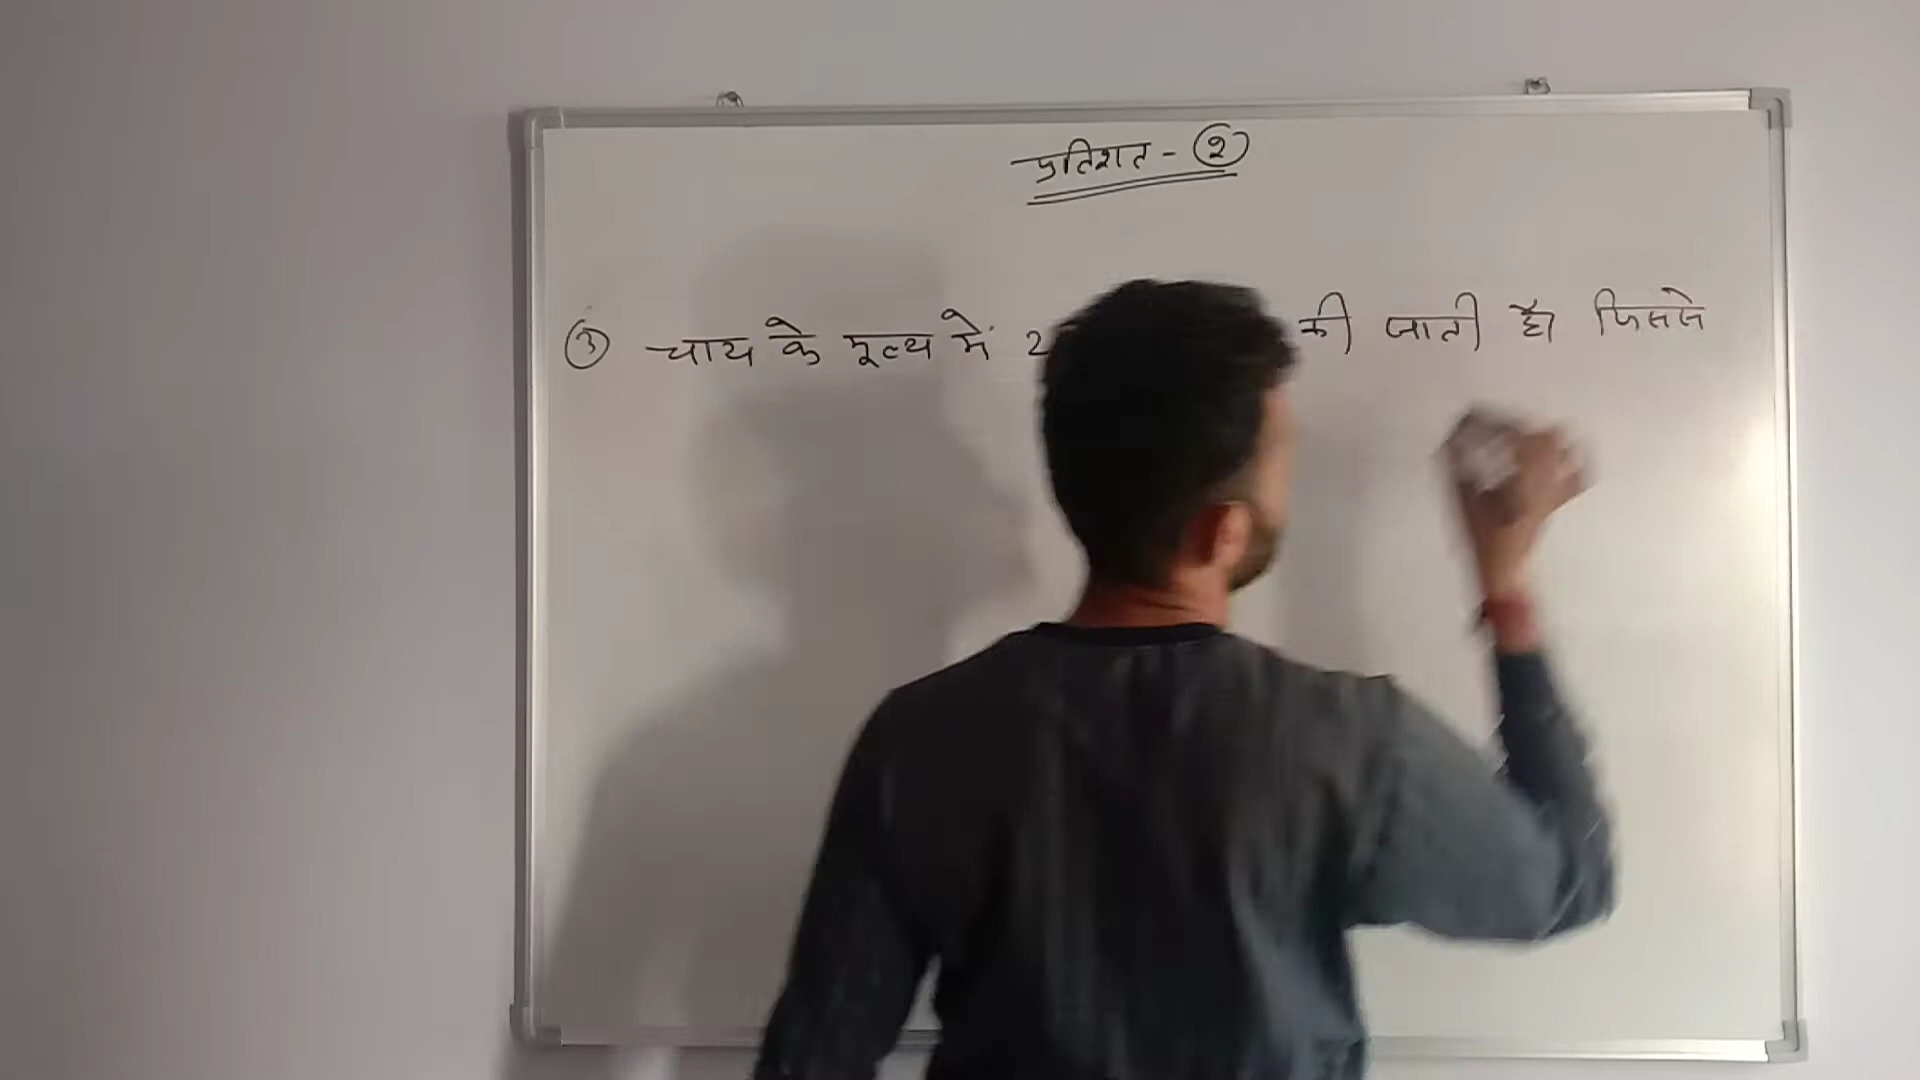 प्रतिशत - ②
③ चाय के मूल्य में 2 की जाती है। जिससे